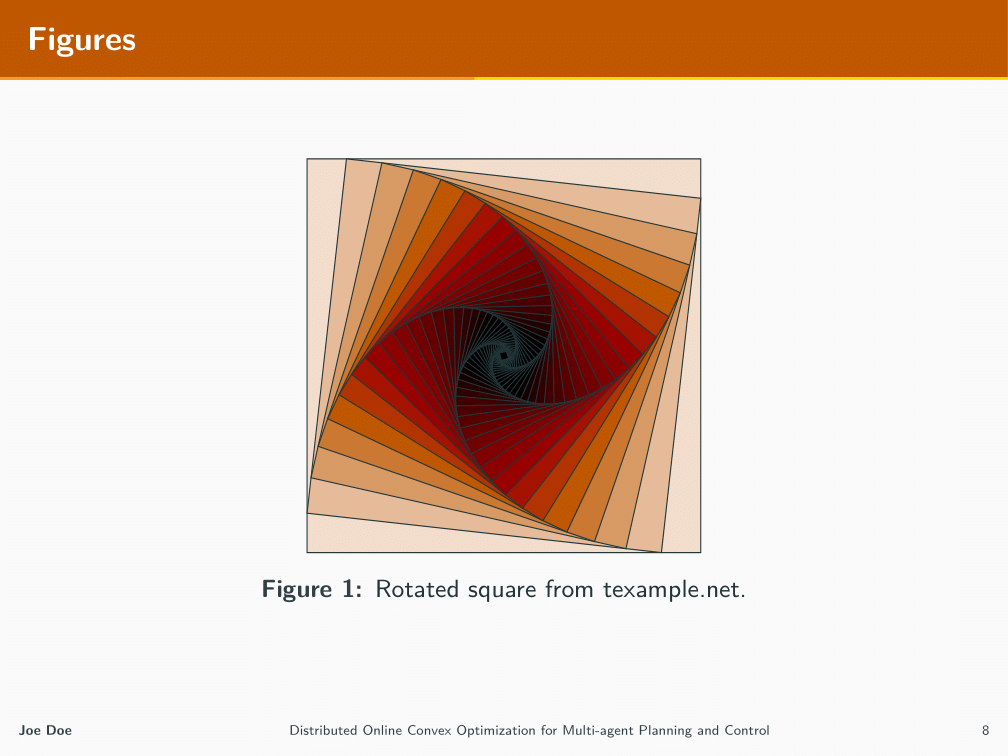 Figures
Figure 1: Rotated square from texample.net.
Joe Doe
Distributed Online Convex Optimization for Multi-agent Planning and Control
8